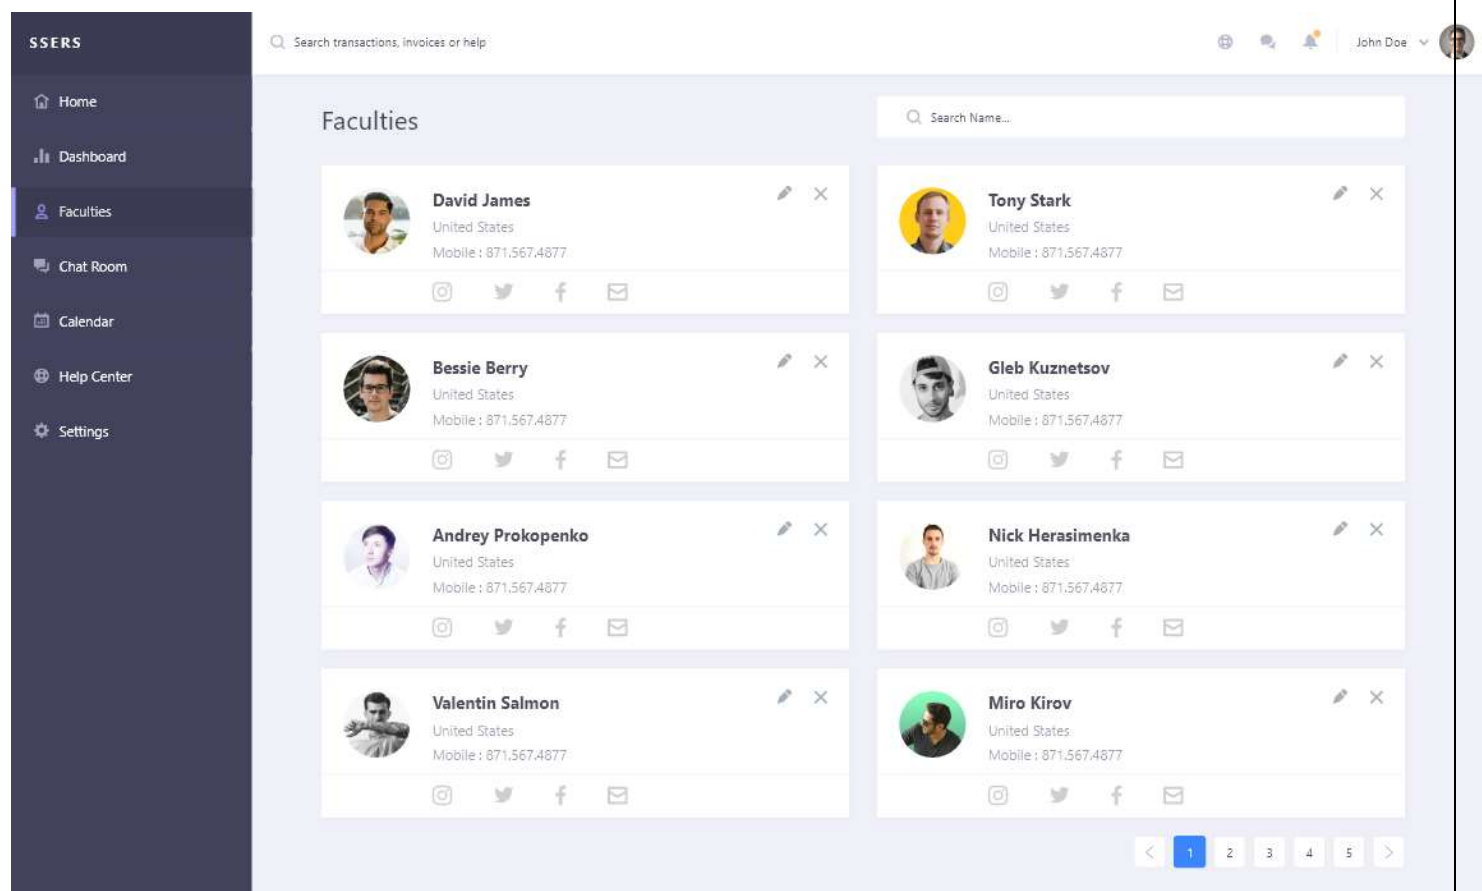 SSERS
Search transactions, invoices or help
John Doe
Home
Dashboard
Faculties
Chat Room
Calendar
Help Center
Settings
Faculties
Search Name...
David James
United States
Mobile : 871.567.4877
Tony Stark
United States
Mobile : 871.567.4877
Bessie Berry
United States
Mobile : 871.567.4877
Gleb Kuznetsov
United States
Mobile : 871.567.4877
Andrey Prokopenko
United States
Mobile : 871.567.4877
Nick Herasimenka
United States
Mobile : 871.567.4877
Valentin Salmon
United States
Mobile : 871.567.4877
Miro Kirov
United States
Mobile : 871.567.4877
1 2 3 4 5